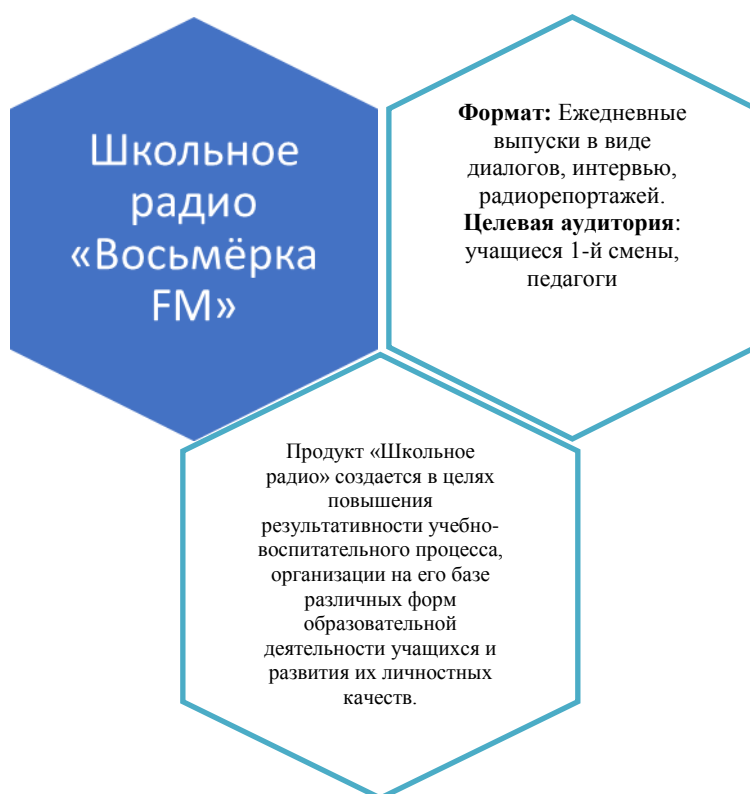 Школьное
радио
«Восьмёрка
FM»
Формат: Ежедневные
выпуски в виде
диалогов, интервью,
радиорепортажей.
Целевая аудитория:
учащиеся 1-й смены,
педагоги
Продукт «Школьное
радио» создается в целях
повышения
результативности учебно-
воспитательного процесса,
организации на его базе
различных форм
образовательной
деятельности учащихся и
развития их личностных
качеств.